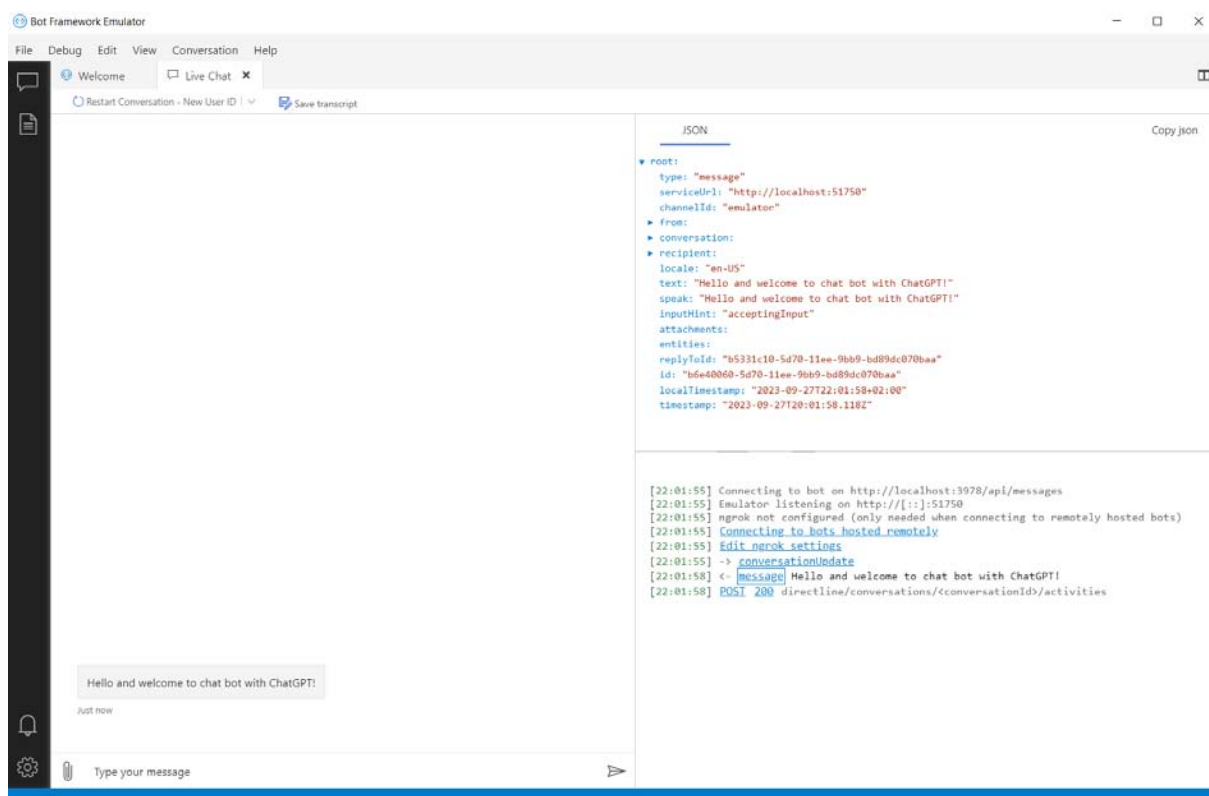 Bot Framework Emulator
File Debug Edit View Conversation Help
Welcome
Live Chat
Restart Conversation - New User ID
Save transcript
JSON
Copy json
root:
type: "message"
serviceUrl: "http://localhost:51750"
channelId: "emulator"
from:
conversation:
recipient:
locale: "en-US"
text: "Hello and welcome to chat bot with ChatGPT!"
speak: "Hello and welcome to chat bot with ChatGPT!"
inputHint: "acceptingInput"
attachments:
entities:
replyToId: "b5331c10-5d70-11ee-9bb9-bd89dc070baa"
id: "b6e40060-5d70-11ee-9bb9-bd89dc070baa"
localTimestamp: "2023-09-27T22:01:58+02:00"
timestamp: "2023-09-27T20:01:58.118Z"
[22:01:55] Connecting to bot on http://localhost:3978/api/messages
[22:01:55] Emulator listening on http://[::]:51750
[22:01:55] ngrok not configured (only needed when connecting to remotely hosted bots)
[22:01:55] Connecting to bots hosted remotely
[22:01:55] Edit ngrok settings
[22:01:55] -> conversationUpdate
[22:01:58] <- message Hello and welcome to chat bot with ChatGPT!
[22:01:58] POST 200 directline/conversations/<conversationId>/activities
Hello and welcome to chat bot with ChatGPT!
Just now
Type your message